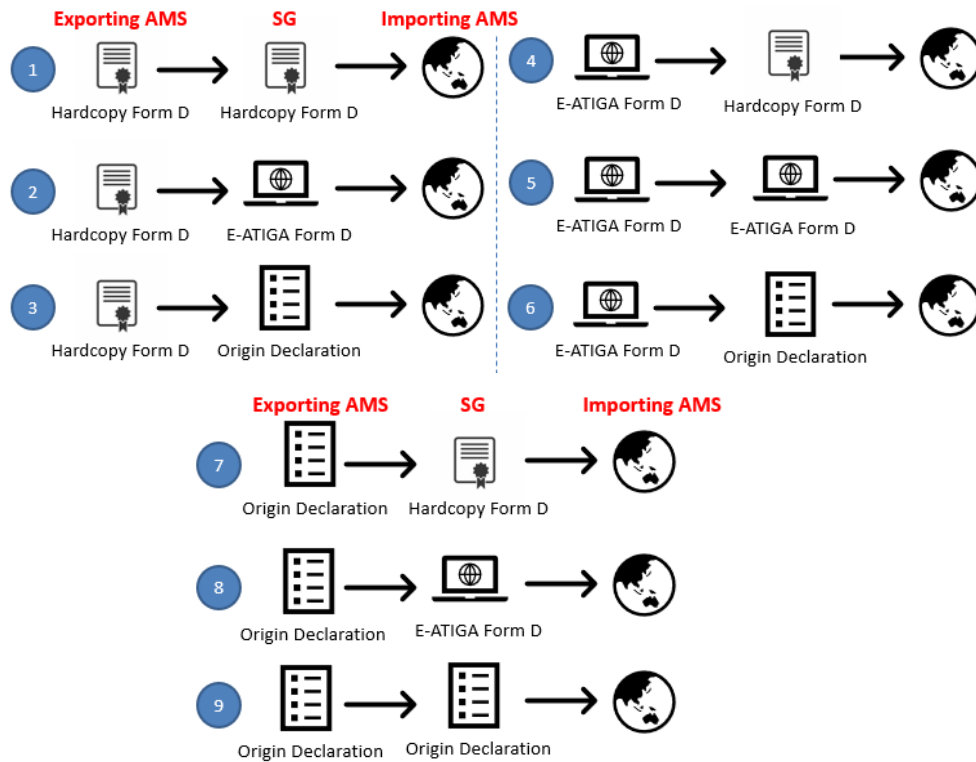 Exporting AMS SG Importing AMS
1
Hardcopy Form D Hardcopy Form D
2
Hardcopy Form D E-ATIGA Form D
3
Hardcopy Form D Origin Declaration
4
E-ATIGA Form D Hardcopy Form D
5
E-ATIGA Form D E-ATIGA Form D
6
E-ATIGA Form D Origin Declaration
Exporting AMS SG Importing AMS
7
Origin Declaration Hardcopy Form D
8
Origin Declaration E-ATIGA Form D
9
Origin Declaration Origin Declaration